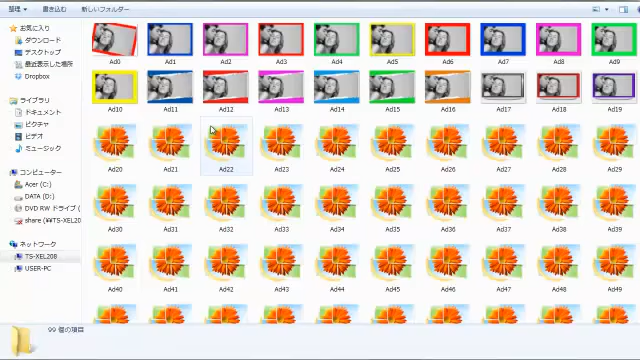 整理 ▼ 書き込む 新しいフォルダー
お気に入り
ダウンロード
デスクトップ
最近表示した場所
Dropbox
ライブラリ
ドキュメント
ピクチャ
ビデオ
ミュージック
コンピューター
Acer (C:)
DATA (D:)
DVD RW ドライブ (
share (¥¥TS-XEL20
ネットワーク
TS-XEL208
USER-PC
Ad0 Ad1 Ad2 Ad3 Ad4 Ad5 Ad6 Ad7 Ad8 Ad9
Ad10 Ad11 Ad12 Ad13 Ad14 Ad15 Ad16 Ad17 Ad18 Ad19
Ad20 Ad21 Ad22 Ad23 Ad24 Ad25 Ad26 Ad27 Ad28 Ad29
Ad30 Ad31 Ad32 Ad33 Ad34 Ad35 Ad36 Ad37 Ad38 Ad39
Ad40 Ad41 Ad42 Ad43 Ad44 Ad45 Ad46 Ad47 Ad48 Ad49
99 個の項目